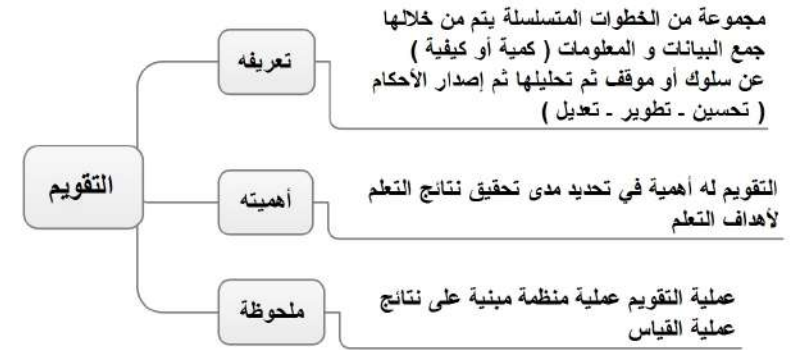 التقويم
تعريفه
مجموعة من الخطوات المتسلسلة يتم من خلالها
جمع البيانات و المعلومات ( كمية أو كيفية )
عن سلوك أو موقف ثم تحليلها ثم إصدار الأحكام
( تحسين - تطوير - تعديل )
أهميته
التقويم له أهمية في تحديد مدى تحقيق نتائج التعلم
لأهداف التعلم
ملحوظة
عملية التقويم عملية منظمة مبنية على نتائج
عملية القياس